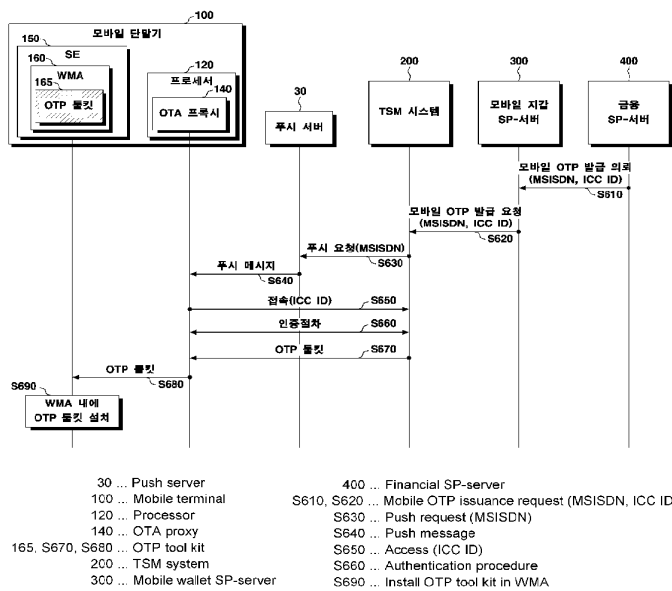 100
모바일 단말기
150
SE
160
WMA
165
OTP 툴킷
120
프로세서
140
OTA 프록시
30
푸시 서버
200
TSM 시스템
300
모바일 지갑
SP-서버
400
금융
SP-서버
모바일 OTP 발급 의뢰
(MSISDN, ICC ID)
S610
모바일 OTP 발급 요청
(MSISDN, ICC ID)
S620
푸시 요청(MSISDN)
S630
푸시 메시지
S640
접속(ICC ID)
S650
인증절차
S660
OTP 툴킷
S670
OTP 툴킷
S680
S690
WMA 내에
OTP 툴킷 설치
30 ... Push server
100 ... Mobile terminal
120 ... Processor
140 ... OTA proxy
165, S670, S680 ... OTP tool kit
200 ... TSM system
300 ... Mobile wallet SP-server
400 ... Financial SP-server
S610, S620 ... Mobile OTP issuance request (MSISDN, ICC ID
S630 ... Push request (MSISDN)
S640 ... Push message
S650 ... Access (ICC ID)
S660 ... Authentication procedure
S690 ... Install OTP tool kit in WMA